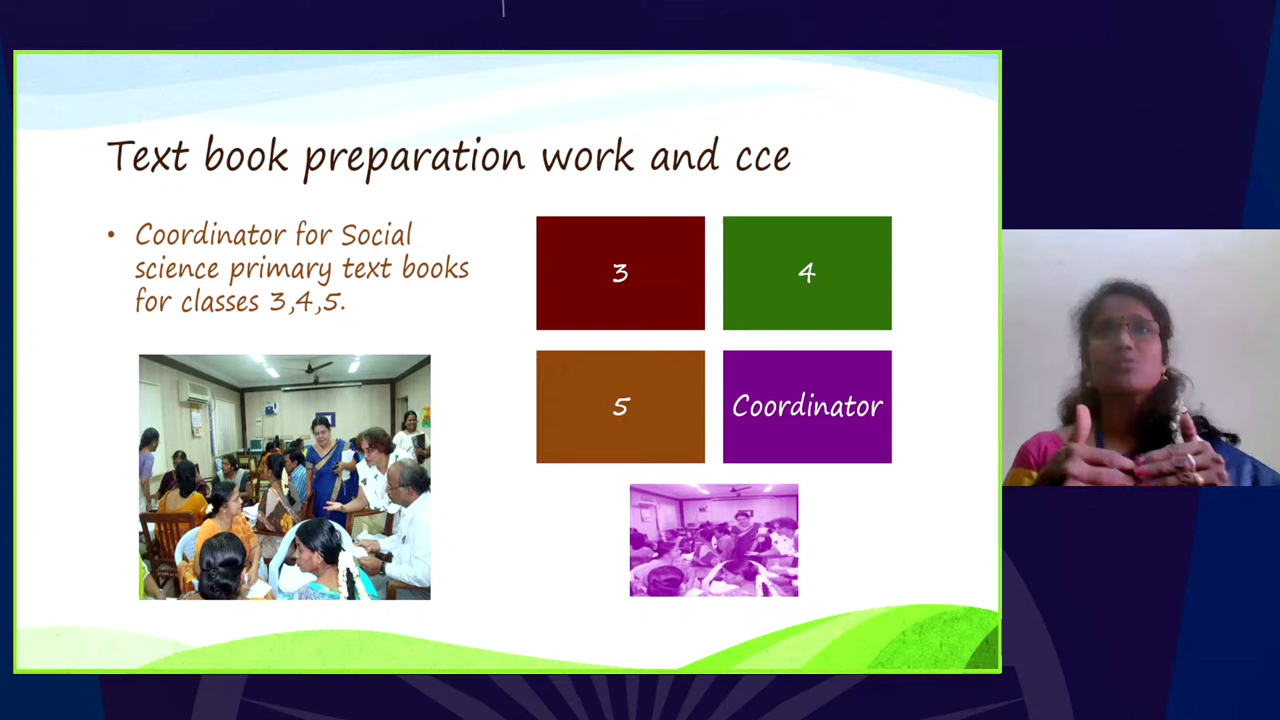 Text book preparation work and cce
• Coordinator for Social
science primary text books
for classes 3,4,5.
3
4
5
Coordinator